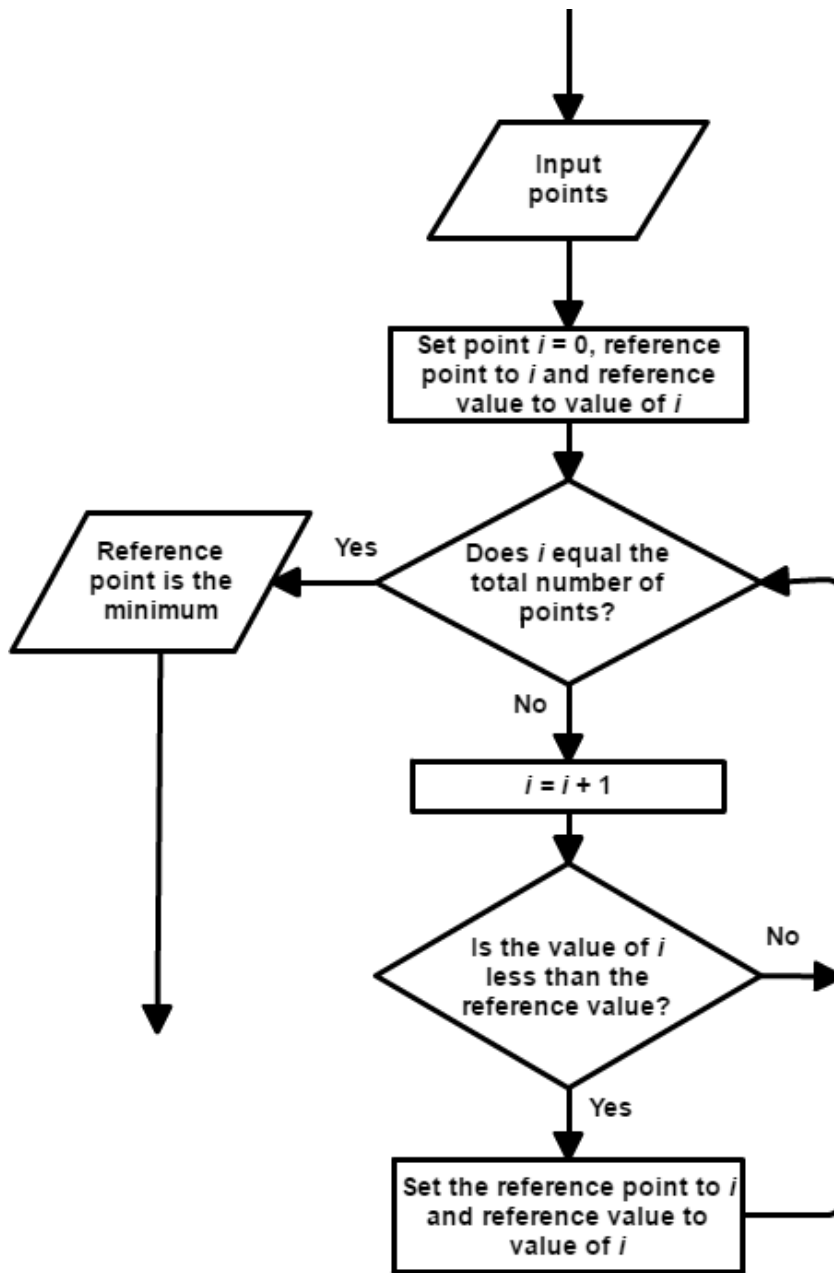 Input
points
Set point i = 0, reference
point to i and reference
value to value of i
Does i equal the
total number of
points?
Yes
Reference
point is the
minimum
No
i = i + 1
Is the value of i
less than the
reference value?
No
Yes
Set the reference point to i
and reference value to
value of i